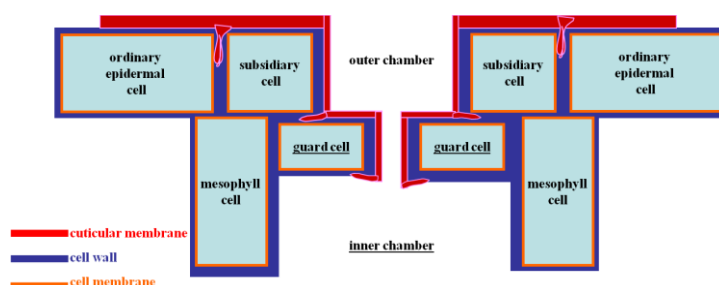 ordinary
epidermal
cell
subsidiary
cell
outer chamber
subsidiary
cell
ordinary
epidermal
cell
guard cell
guard cell
mesophyll
cell
mesophyll
cell
cuticular membrane
cell wall
inner chamber
cell membrane